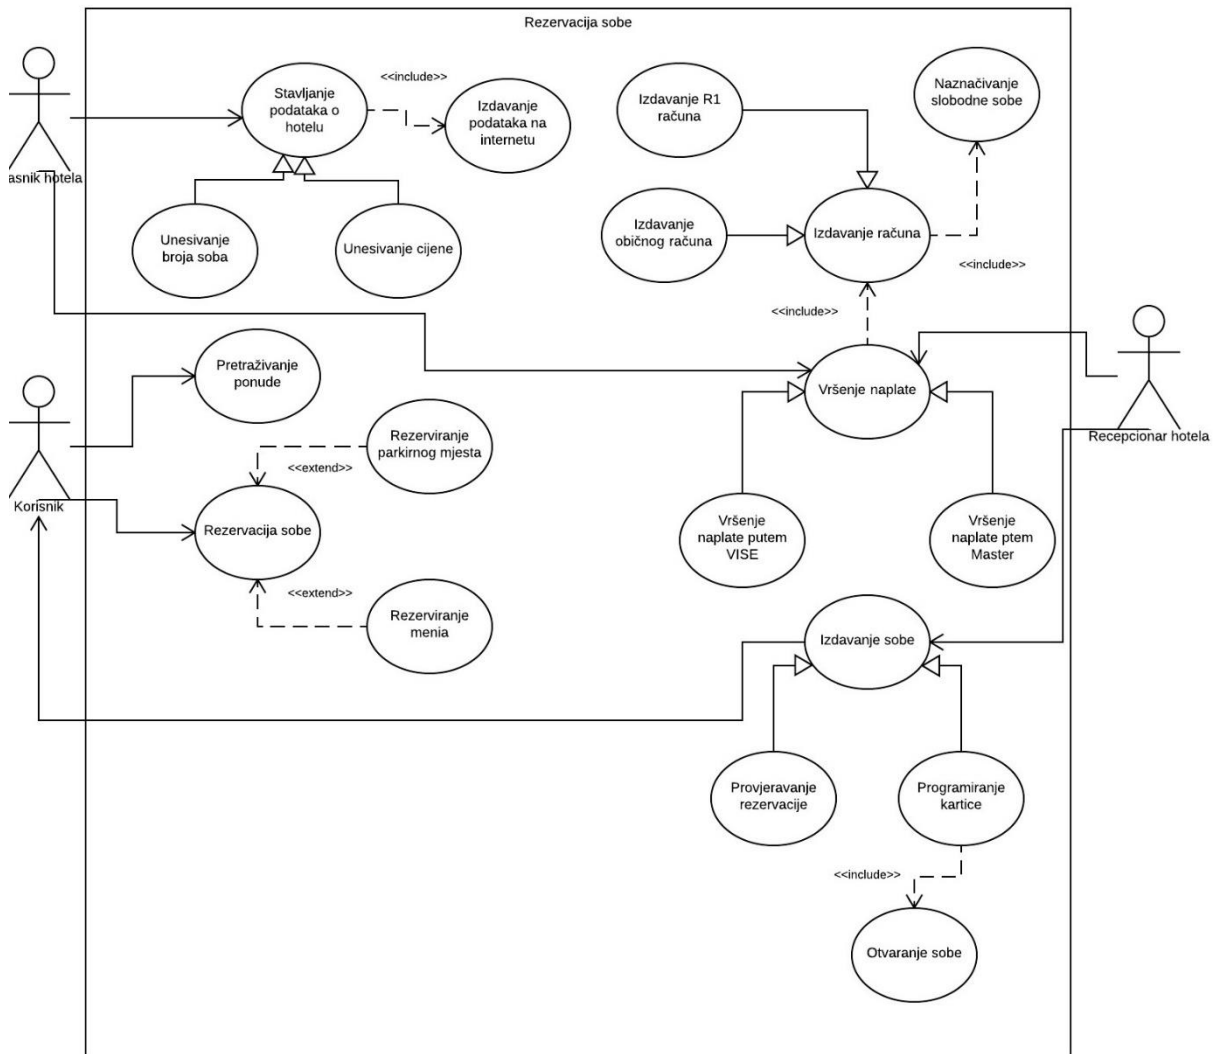 Rezervacija sobe
Stavljanje
podataka o
hotelu
<<include>>
Izdavanje
podataka na
internetu
Izdavanje R1
računa
Naznačivanje
slobodne sobe
asnik hotela
Unesivanje
broja soba
Unesivanje cijene
Izdavanje
običnog računa
Izdavanje računa
<<include>>
<<include>>
Pretraživanje
ponude
Vršenje naplate
Recepcionar hotela
Rezerviranje
parkirnog mjesta
<<extend>>
Korisnik
Rezervacija sobe
Vršenje
naplate putem
VISE
Vršenje
naplate ptem
Master
<<extend>>
Rezerviranje
menia
Izdavanje sobe
Provjeravanje
rezervacije
Programiranje
kartice
<<include>>
Otvaranje sobe